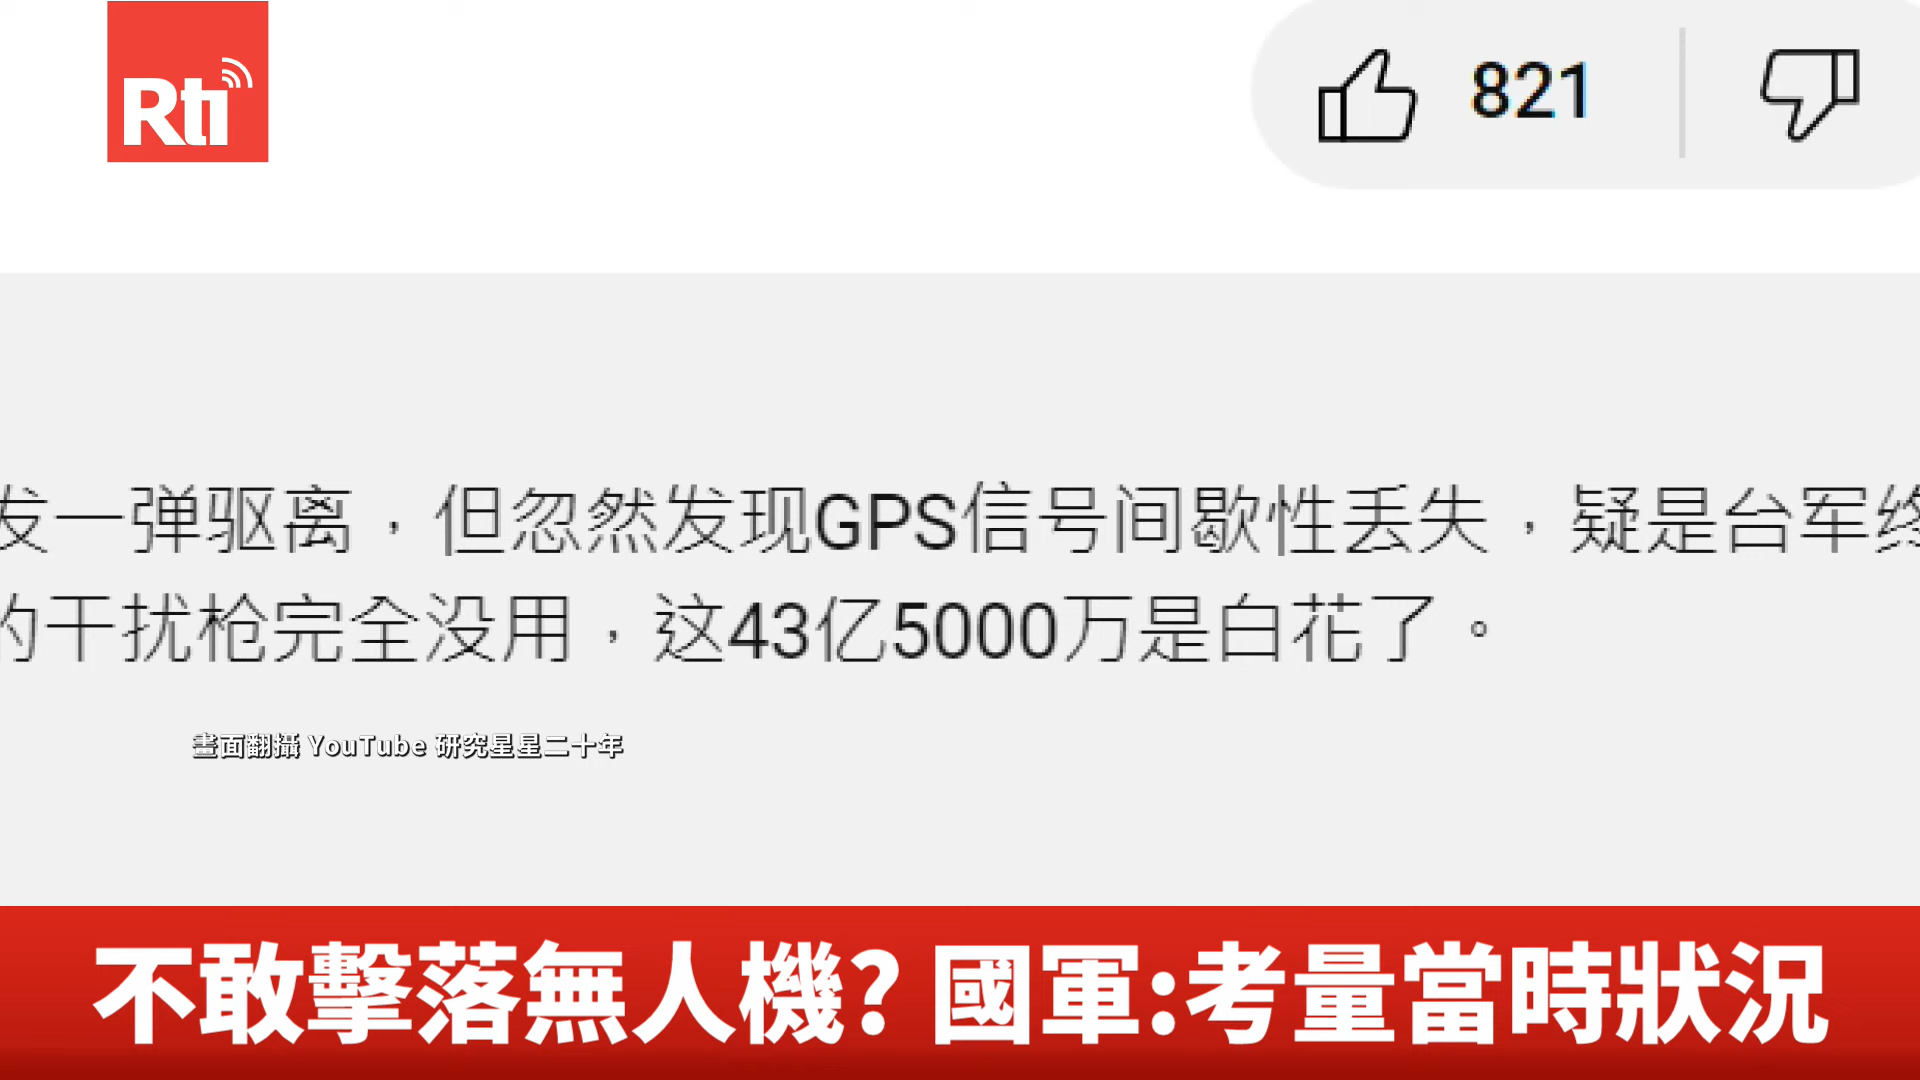 Rti
821
发一弹驱离，但忽然发现GPS信号间歇性丢失，疑是台军终
的干扰枪完全没用，这43亿5000万是白花了。
畫面翻攝 YouTube 研究星星二十年
不敢擊落無人機? 國軍:考量當時狀況